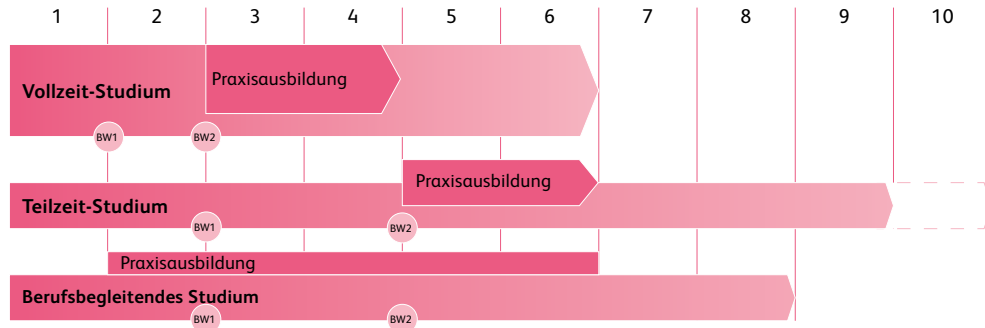 1 2 3 4 5 6 7 8 9 10
Praxisausbildung
Vollzeit-Studium
BW1 BW2
Praxisausbildung
Teilzeit-Studium
BW1 BW2
Praxisausbildung
Berufsbegleitendes Studium
BW1 BW2